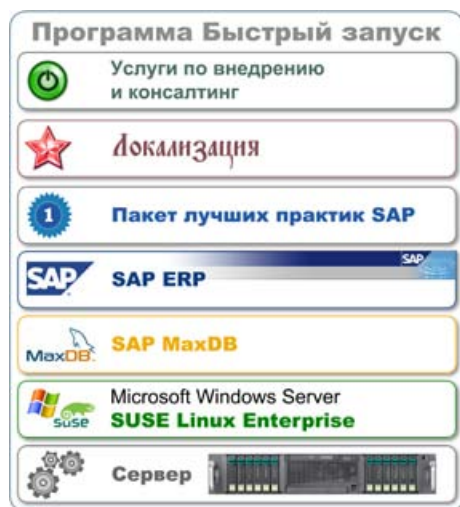 Программа Быстрый запуск
Услуги по внедрению
и консалтинг
Локализация
1 Пакет лучших практик SAP
SAP
SAP SAP ERP
MaxDB SAP MaxDB
Microsoft Windows Server
SUSE SUSE Linux Enterprise
Сервер